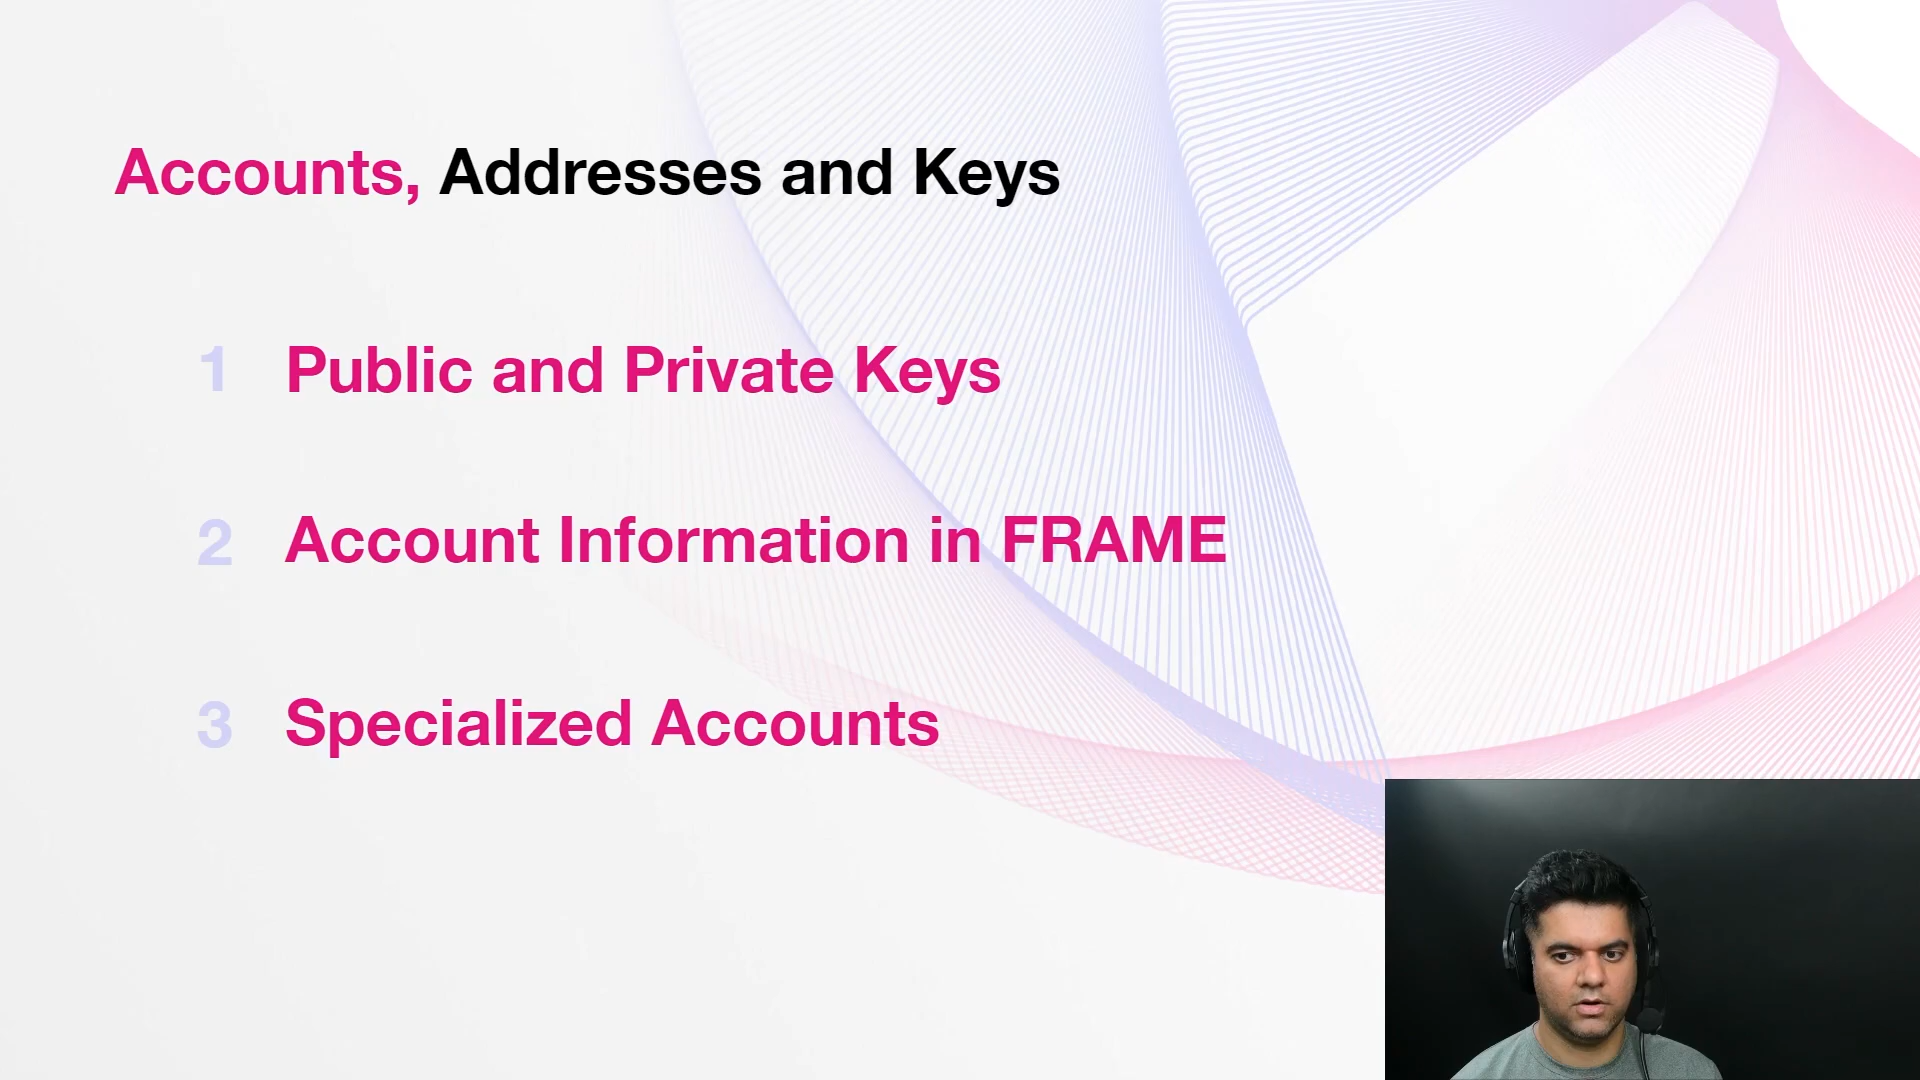 Accounts, Addresses and Keys
1 Public and Private Keys
2 Account Information in FRAME
3 Specialized Accounts